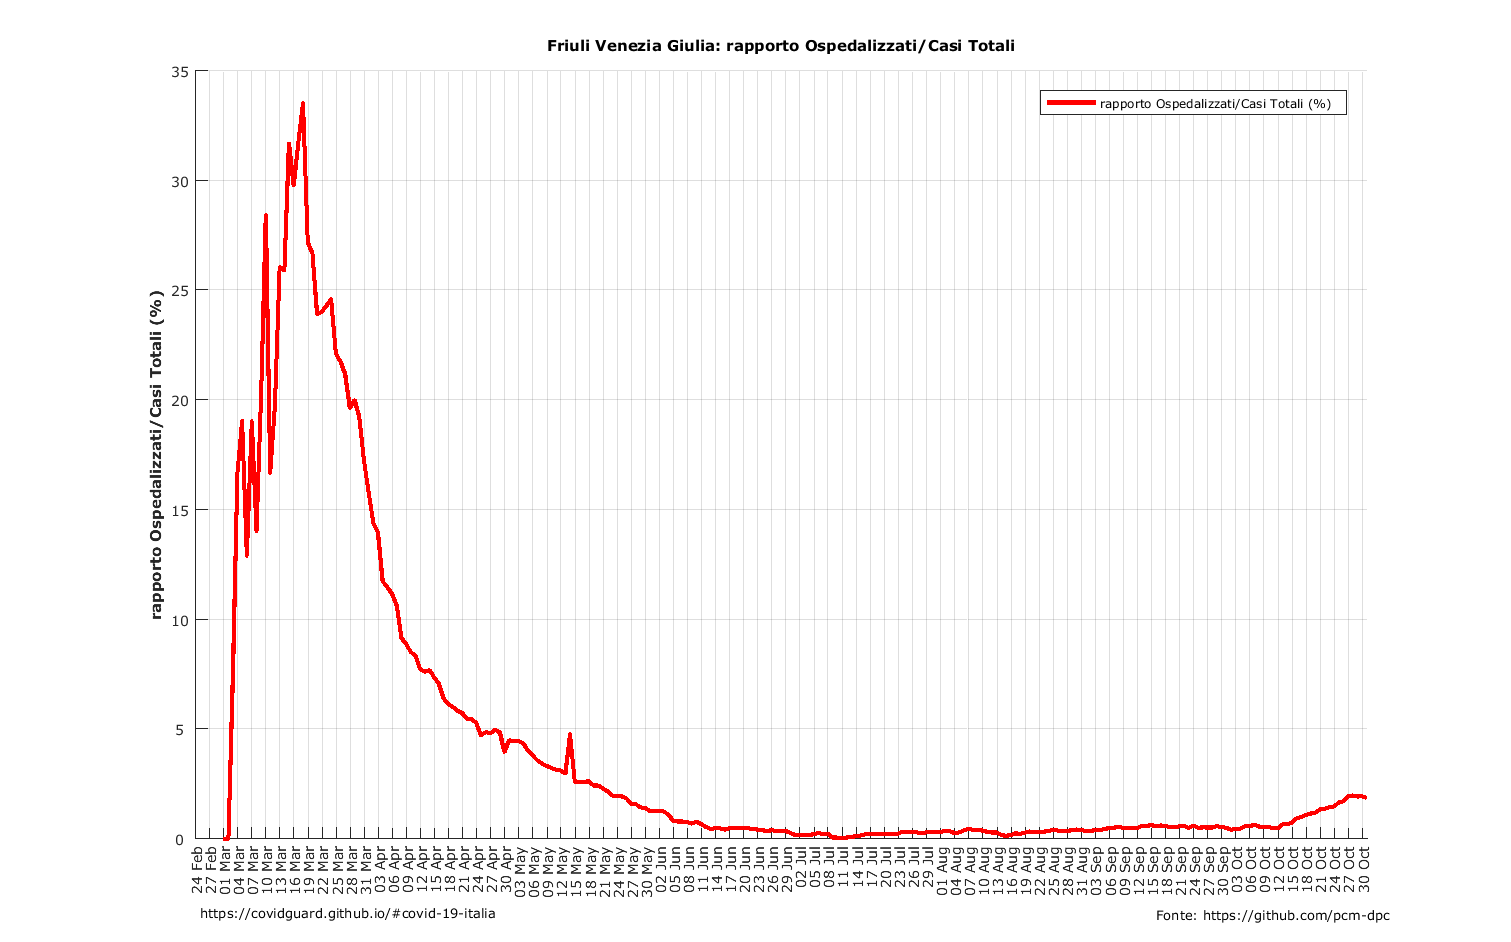 Friuli Venezia Giulia: rapporto Ospedalizzati/Casi Totali
rapporto Ospedalizzati/Casi Totali (%)
rapporto Ospedalizzati/Casi Totali (%)
35
30
25
20
15
10
5
0
24 Feb
27 Feb
01 Mar
04 Mar
07 Mar
10 Mar
13 Mar
16 Mar
19 Mar
22 Mar
25 Mar
28 Mar
31 Mar
03 Apr
06 Apr
09 Apr
12 Apr
15 Apr
18 Apr
21 Apr
24 Apr
27 Apr
30 Apr
03 May
06 May
09 May
12 May
15 May
18 May
21 May
24 May
27 May
30 May
02 Jun
05 Jun
08 Jun
11 Jun
14 Jun
17 Jun
20 Jun
23 Jun
26 Jun
29 Jun
02 Jul
05 Jul
08 Jul
11 Jul
14 Jul
17 Jul
20 Jul
23 Jul
26 Jul
29 Jul
01 Aug
04 Aug
07 Aug
10 Aug
13 Aug
16 Aug
19 Aug
22 Aug
25 Aug
28 Aug
31 Aug
03 Sep
06 Sep
09 Sep
12 Sep
15 Sep
18 Sep
21 Sep
24 Sep
27 Sep
30 Sep
03 Oct
06 Oct
09 Oct
12 Oct
15 Oct
18 Oct
21 Oct
24 Oct
27 Oct
30 Oct
https://covidguard.github.io/#covid-19-italia
Fonte: https://github.com/pcm-dpc